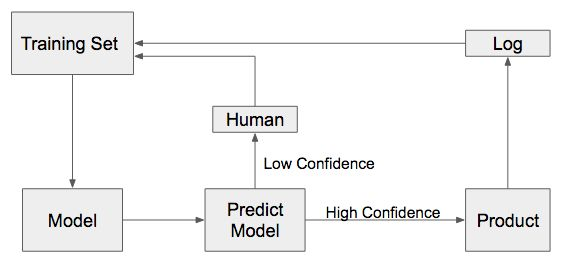 Training Set
Log
Human
Low Confidence
Model
Predict
Model
High Confidence
Product